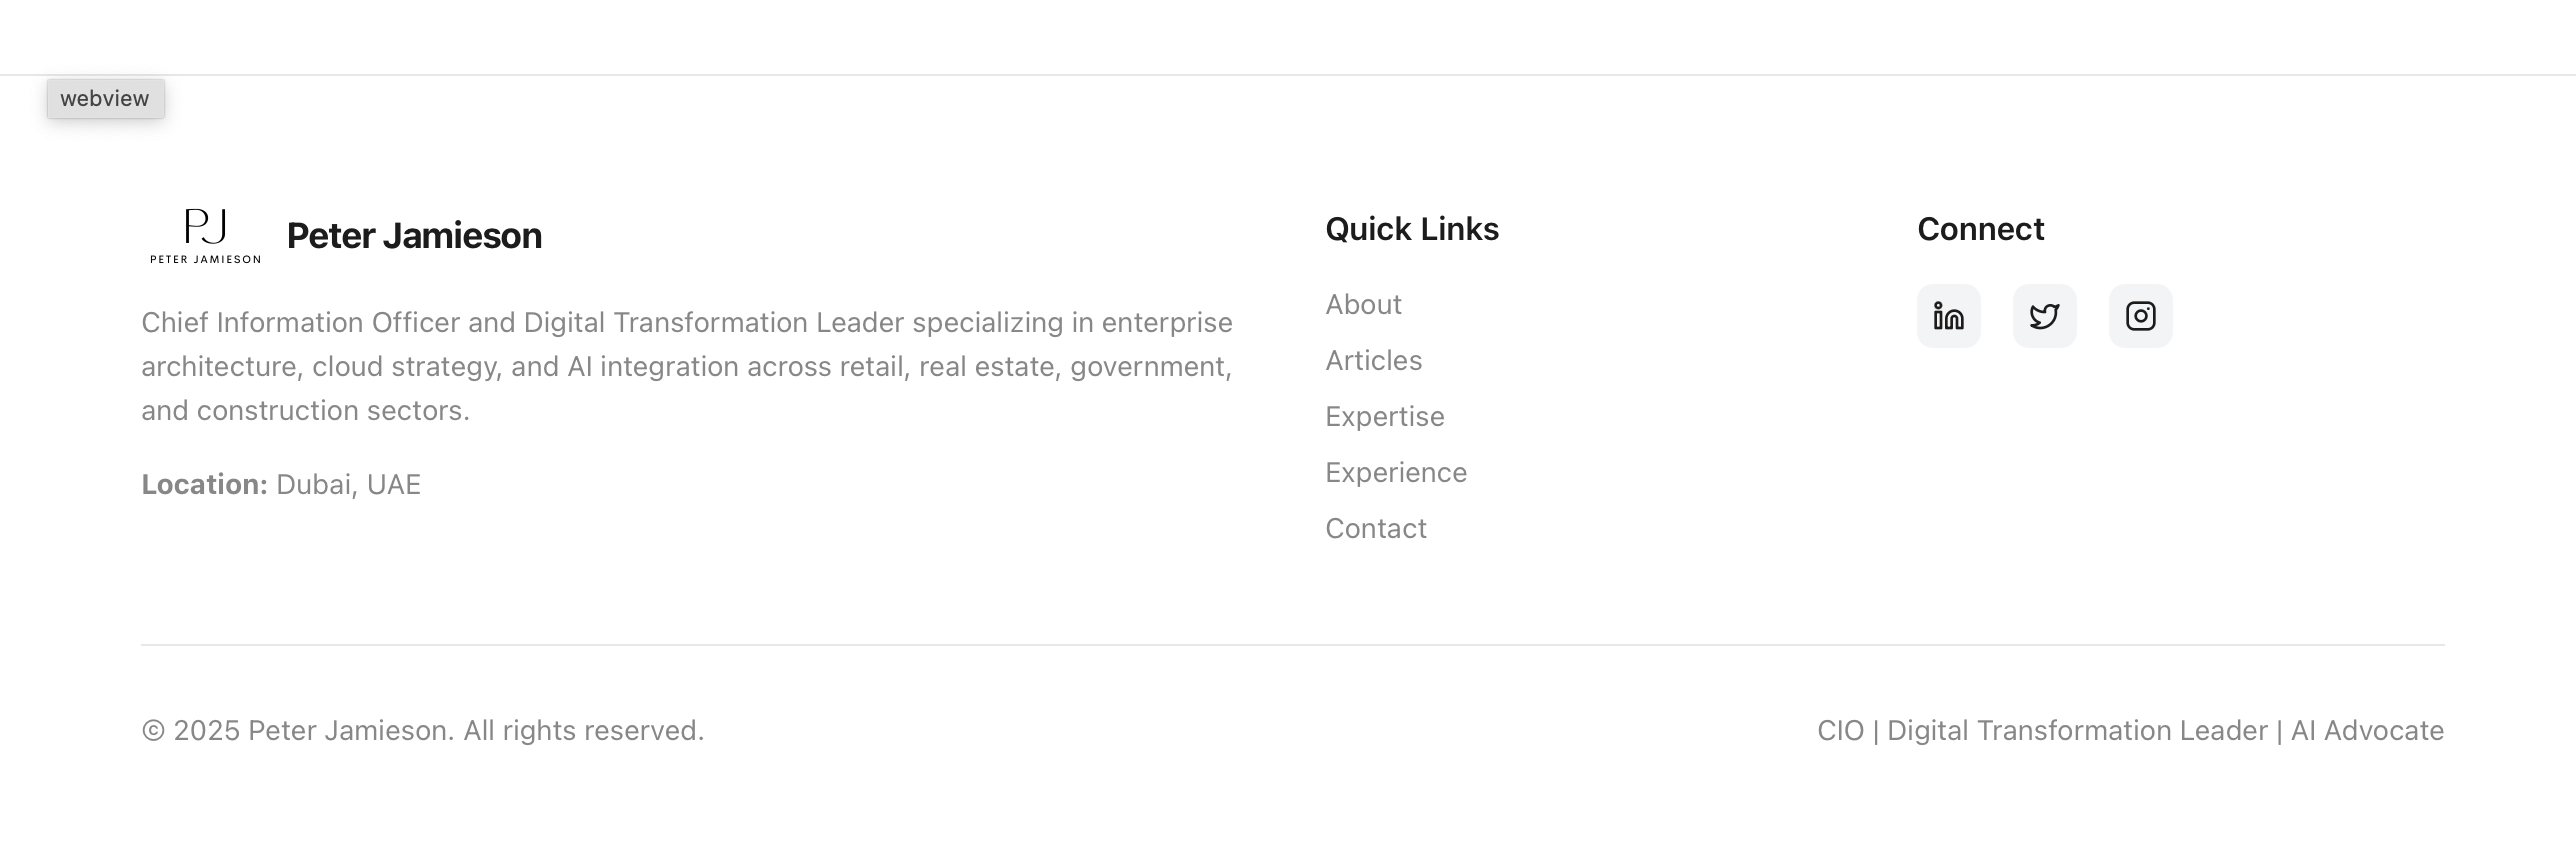 webview
PJ
PETER JAMIESON
Peter Jamieson
Chief Information Officer and Digital Transformation Leader specializing in enterprise
architecture, cloud strategy, and AI integration across retail, real estate, government,
and construction sectors.
Location: Dubai, UAE
Quick Links
About
Articles
Expertise
Experience
Contact
Connect
in
© 2025 Peter Jamieson. All rights reserved.
CIO | Digital Transformation Leader | AI Advocate